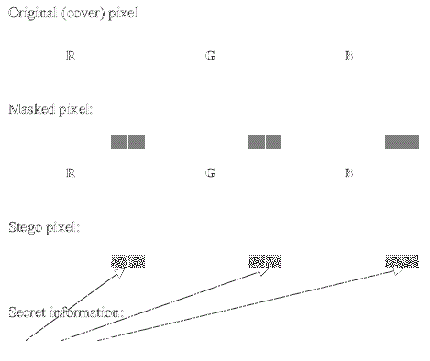 Original (cover) pixel
R G B
Masked pixel:
R G B
Stego pixel:
Secret information: